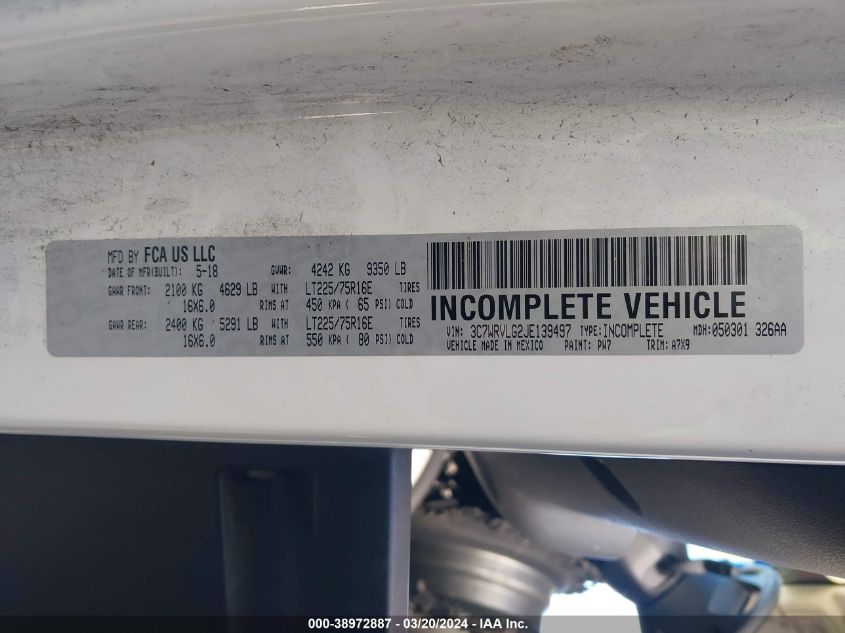 MFD BY FCA US LLC
DATE OF MFR(BUILT): 5-18 GVWR: 4242 KG 9350 LB
GAWR FRONT: 2100 KG 4629 LB WITH LT225/75R16E TIRES
16X6.0 RIMS AT 450 KPA ( 65 PSI) COLD
GAWR REAR: 2400 KG 5291 LB WITH LT225/75R16E TIRES
16X6.0 RIMS AT 550 KPA ( 80 PSI) COLD
INCOMPLETE VEHICLE
VIN: 3C7WRVLG2JE139497 TYPE:INCOMPLETE MDH:050301 326AA
VEHICLE MADE IN MEXICO PAINT: PW7 TRIM: A7X9
000-38972887 - 03/20/2024 - IAA Inc.